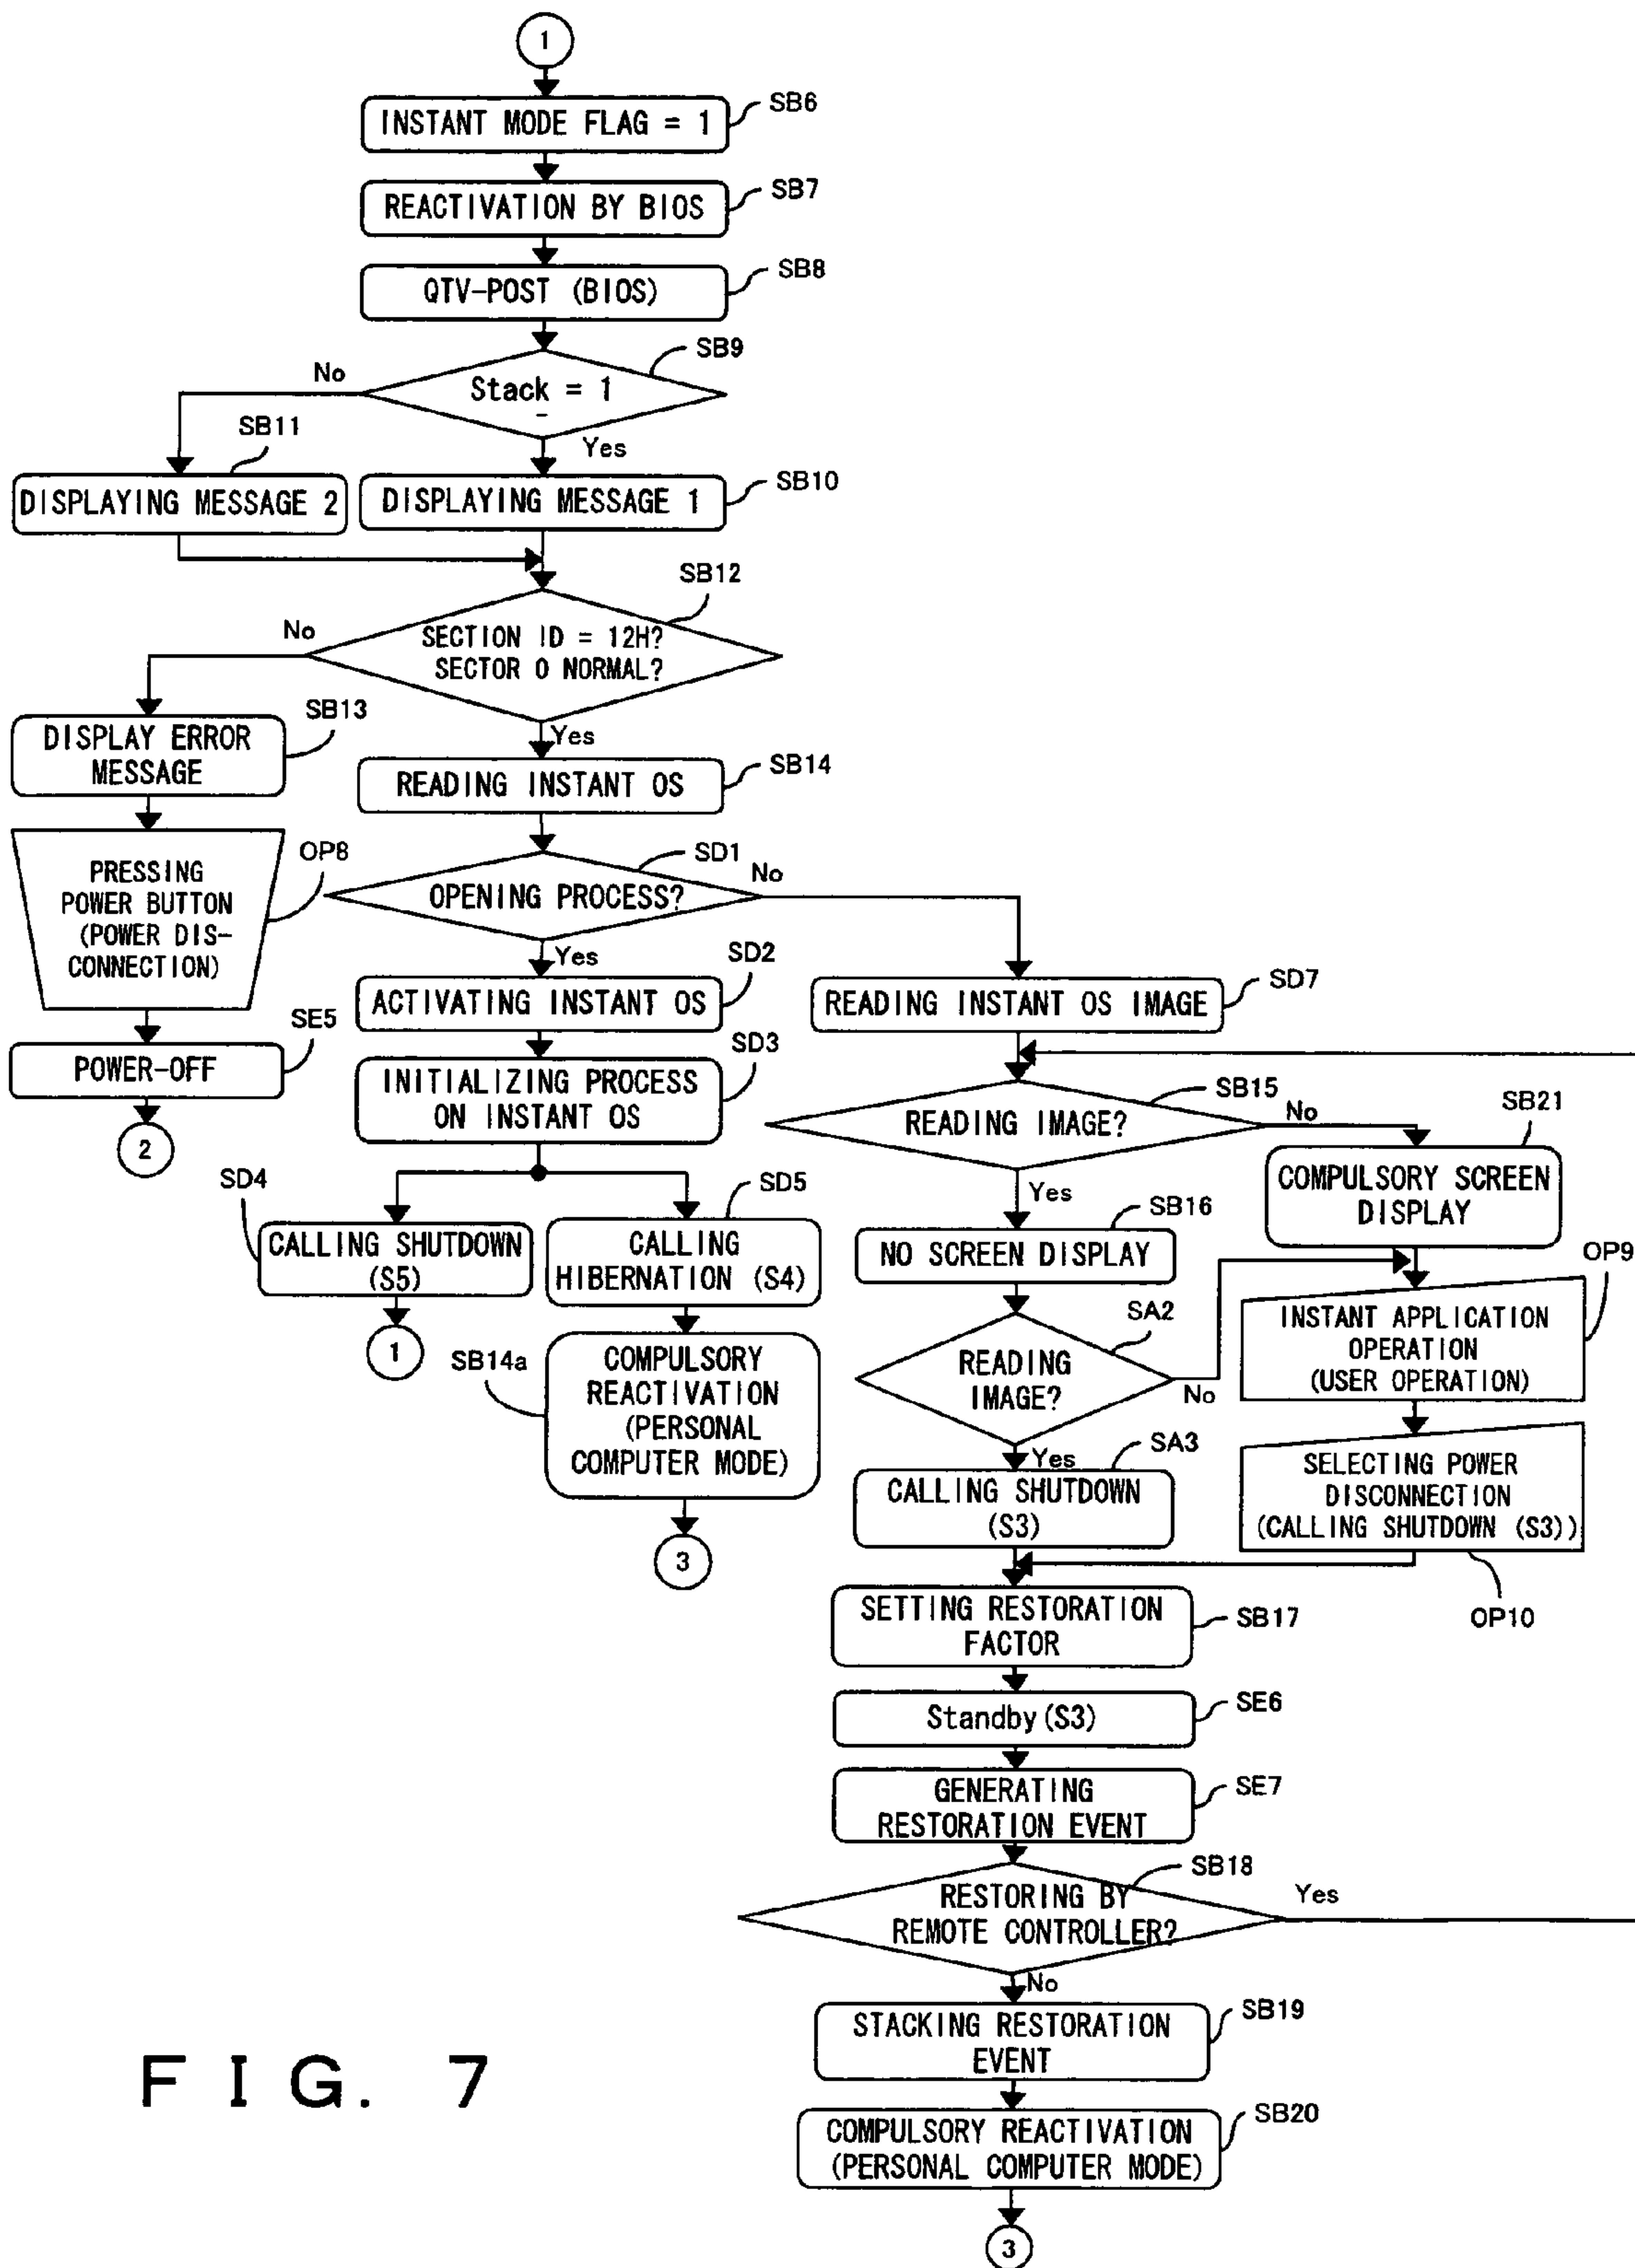 1
INSTANT MODE FLAG = 1
SB6
REACTIVATION BY BIOS
SB7
QTV-POST (BIOS)
SB8
SB9
No
Stack = 1
Yes
SB11
DISPLAYING MESSAGE 2
DISPLAYING MESSAGE 1
SB10
SB12
No
SECTION ID = 12H?
SECTOR 0 NORMAL?
Yes
SB13
DISPLAY ERROR
MESSAGE
READING INSTANT OS
SB14
OP8
PRESSING
POWER BUTTON
(POWER DIS-
CONNECTION)
SD1
OPENING PROCESS?
No
Yes
SD2
ACTIVATING INSTANT OS
READING INSTANT OS IMAGE
SD7
SE5
POWER-OFF
2
SD3
INITIALIZING PROCESS
ON INSTANT OS
SB15
READING IMAGE?
No
Yes
SB21
COMPULSORY SCREEN
DISPLAY
SD4
CALLING SHUTDOWN
(S5)
1
SD5
CALLING
HIBERNATION (S4)
SB14a
COMPULSORY
REACTIVATION
(PERSONAL
COMPUTER MODE)
3
SB16
NO SCREEN DISPLAY
OP9
INSTANT APPLICATION
OPERATION
(USER OPERATION)
SA2
READING
IMAGE?
No
Yes
SA3
CALLING SHUTDOWN
(S3)
SELECTING POWER
DISCONNECTION
(CALLING SHUTDOWN (S3))
OP10
SETTING RESTORATION
FACTOR
SB17
Standby(S3)
SE6
GENERATING
RESTORATION EVENT
SE7
SB18
RESTORING BY
REMOTE CONTROLLER?
Yes
No
STACKING RESTORATION
EVENT
SB19
COMPULSORY REACTIVATION
(PERSONAL COMPUTER MODE)
SB20
3
FIG. 7